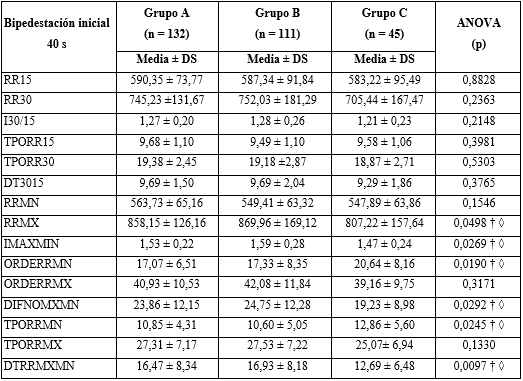 Bipedestación inicial 40 s Grupo A (n = 132) Grupo B (n = 111) Grupo C (n = 45) ANOVA (p)
Media ± DS Media ± DS Media ± DS
RR15 590,35 ± 73,77 587,34 ± 91,84 583,22 ± 95,49 0,8828
RR30 745,23 ±131,67 752,03 ± 181,29 705,44 ± 167,47 0,2363
I30/15 1,27 ± 0,20 1,28 ± 0,26 1,21 ± 0,23 0,2148
TPORR15 9,68 ± 1,10 9,49 ± 1,10 9,58 ± 1,06 0,3981
TPORR30 19,38 ± 2,45 19,18 ±2,87 18,87 ± 2,71 0,5303
DT3015 9,69 ± 1,50 9,69 ± 2,04 9,29 ± 1,86 0,3765
RRMN 563,73 ± 65,16 549,41 ± 63,32 547,89 ± 63,86 0,1546
RRMX 858,15 ± 126,16 869,96 ± 169,12 807,22 ± 157,64 0,0498 † ◊
IMAXMIN 1,53 ± 0,22 1,59 ± 0,28 1,47 ± 0,24 0,0269 † ◊
ORDERRMN 17,07 ± 6,51 17,33 ± 8,35 20,64 ± 8,16 0,0190 † ◊
ORDERRMX 40,93 ± 10,53 42,08 ± 11,84 39,16 ± 9,75 0,3171
DIFNOMXMN 23,86 ± 12,15 24,75 ± 12,28 19,23 ± 8,98 0,0292 † ◊
TPORRMN 10,85 ± 4,31 10,60 ± 5,05 12,86 ± 5,60 0,0245 † ◊
TPORRMX 27,31 ± 7,17 27,53 ± 7,22 25,07± 6,94 0,1330
DTRRMXMN 16,47 ± 8,34 16,93 ± 8,18 12,69 ± 6,48 0,0097 † ◊